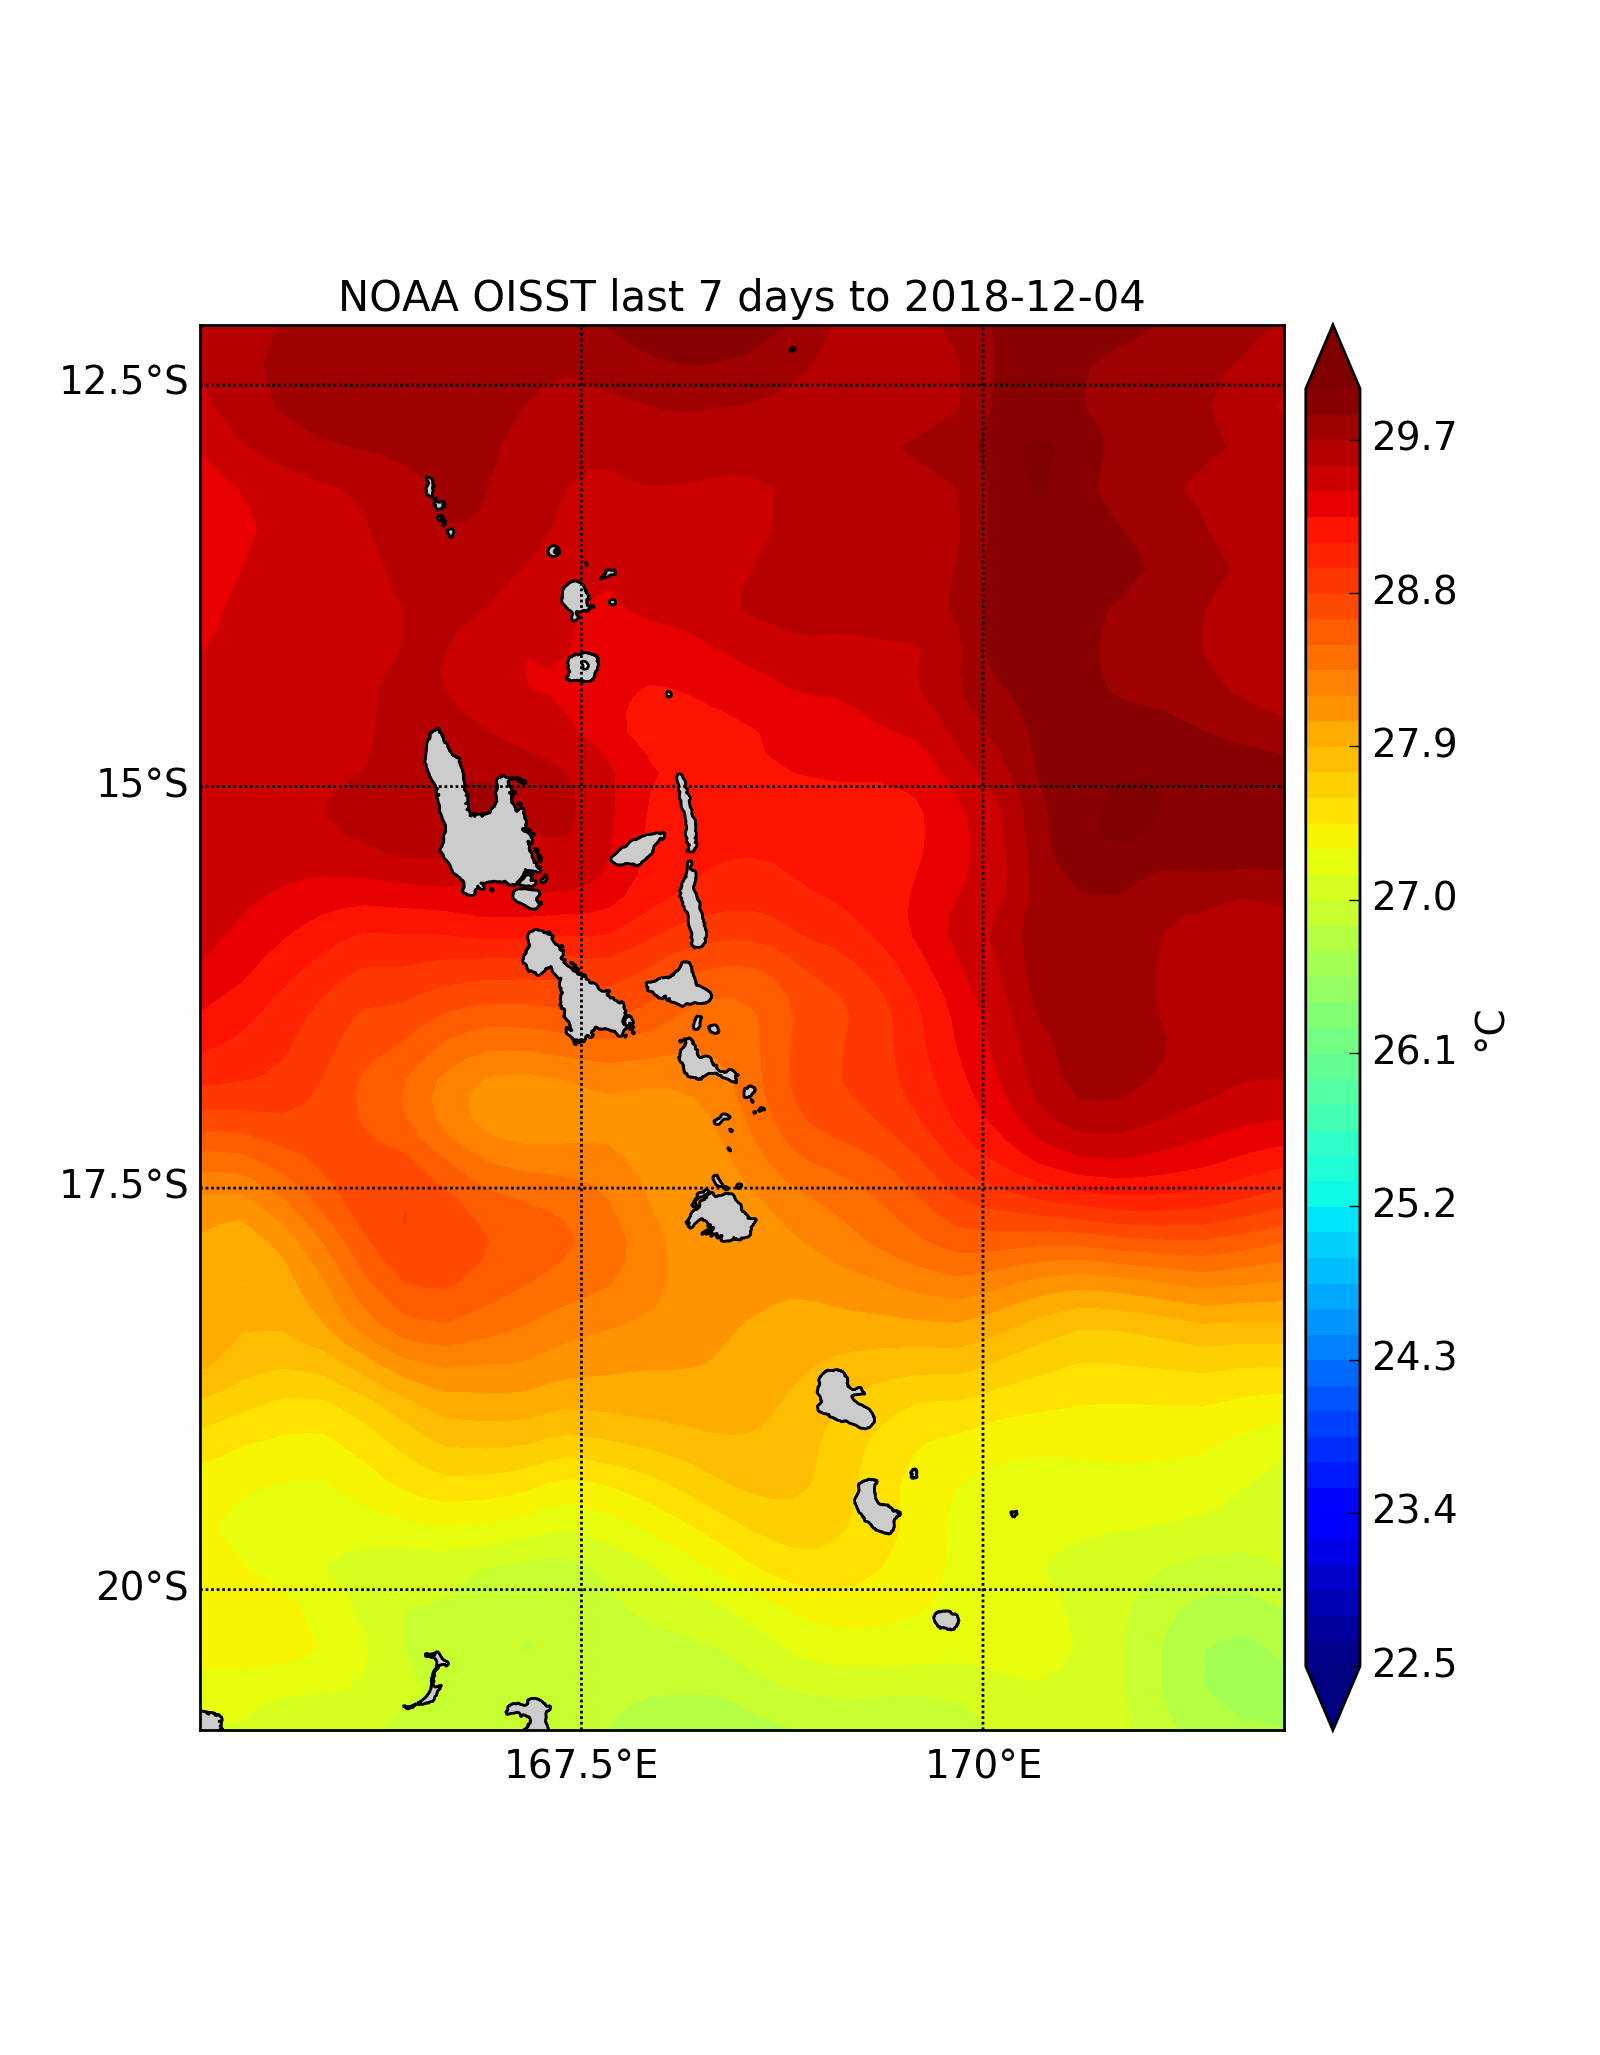 NOAA OISST last 7 days to 2018-12-04
12.5°S
15°S
17.5°S
20°S
167.5°E
170°E
29.7
28.8
27.9
27.0
26.1
25.2
24.3
23.4
22.5
°C